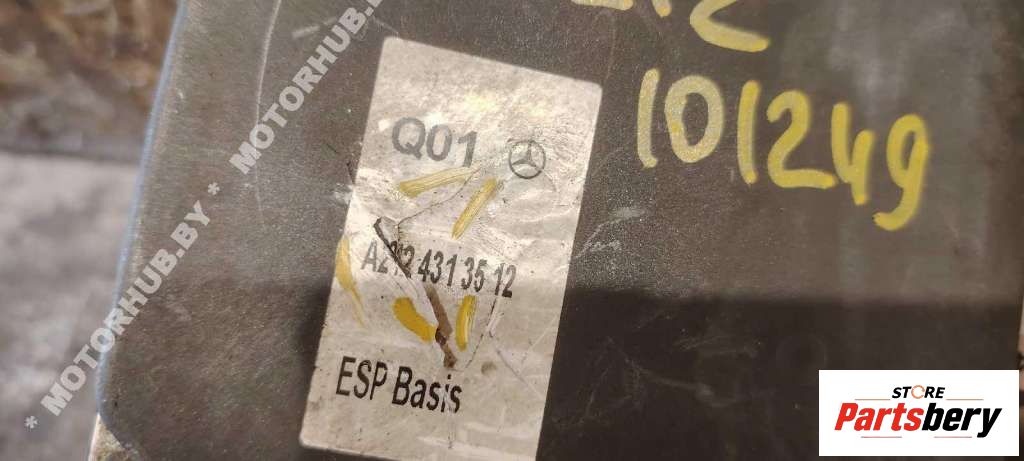 101249
Q01
A212 431 35 12
ESP Basis
* MOTORHUB.BY * MOTORHUB.BY
STORE
Partsbery